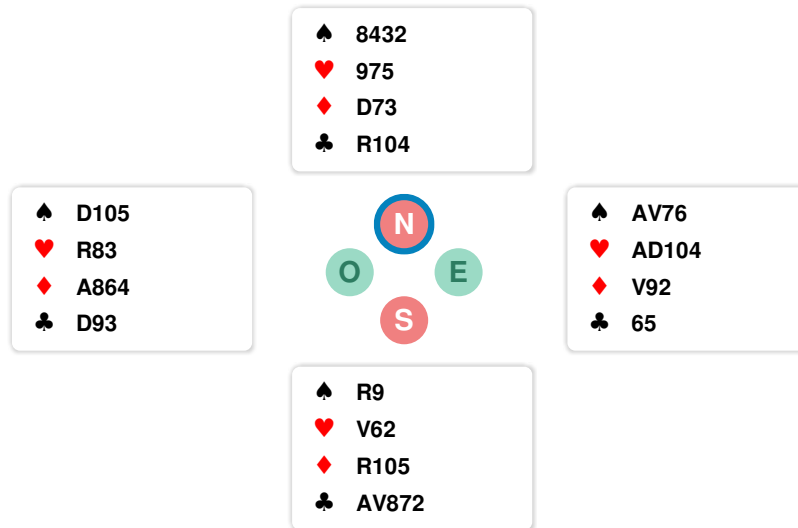 ♠ 8432
♥ 975
♦ D73
♣ R104
♠ D105
♥ R83
♦ A864
♣ D93
N
O E
S
♠ AV76
♥ AD104
♦ V92
♣ 65
♠ R9
♥ V62
♦ R105
♣ AV872